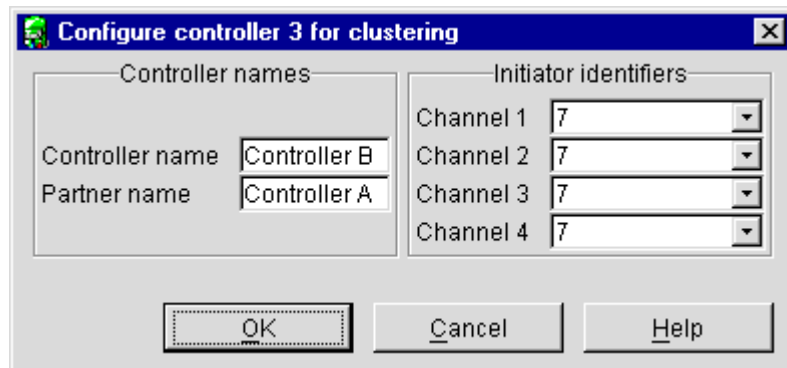 Configure controller 3 for clustering
Controller names
Controller name Controller B
Partner name Controller A
Initiator identifiers
Channel 1 7
Channel 2 7
Channel 3 7
Channel 4 7
OK Cancel Help